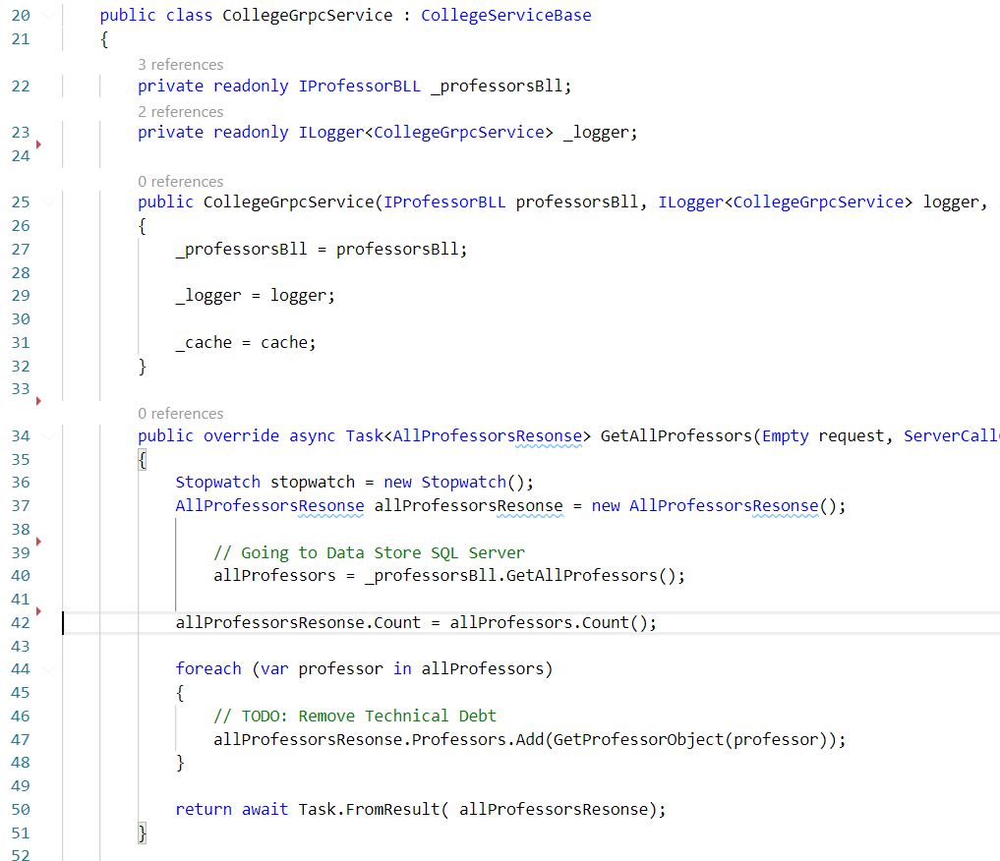 20 public class CollegeGrpcService : CollegeServiceBase
21 {
3 references
22 private readonly IProfessorBLL _professorsBll;
2 references
23 private readonly ILogger<CollegeGrpcService> _logger;
24
0 references
25 public CollegeGrpcService(IProfessorBLL professorsBll, ILogger<CollegeGrpcService> logger,
26 {
27 _professorsBll = professorsBll;
28
29 _logger = logger;
30
31 _cache = cache;
32 }
33
0 references
34 public override async Task<AllProfessorsResonse> GetAllProfessors(Empty request, ServerCall
35 {
36 Stopwatch stopwatch = new Stopwatch();
37 AllProfessorsResonse allProfessorsResonse = new AllProfessorsResonse();
38
39 // Going to Data Store SQL Server
40 allProfessors = _professorsBll.GetAllProfessors();
41
42 allProfessorsResonse.Count = allProfessors.Count();
43
44 foreach (var professor in allProfessors)
45 {
46 // TODO: Remove Technical Debt
47 allProfessorsResonse.Professors.Add(GetProfessorObject(professor));
48 }
49
50 return await Task.FromResult( allProfessorsResonse);
51 }
52